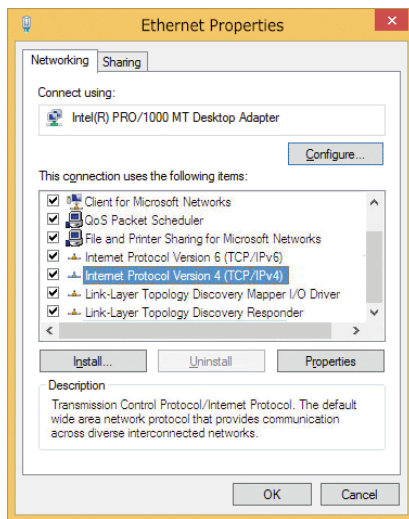 Ethernet Properties
Networking
Sharing
Connect using:
Intel(R) PRO/1000 MT Desktop Adapter
Configure...
This connection uses the following items:
Client for Microsoft Networks
QoS Packet Scheduler
File and Printer Sharing for Microsoft Networks
Internet Protocol Version 6 (TCP/IPv6)
Internet Protocol Version 4 (TCP/IPv4)
Link-Layer Topology Discovery Mapper I/O Driver
Link-Layer Topology Discovery Responder
Install...
Uninstall
Properties
Description
Transmission Control Protocol/Internet Protocol. The default
wide area network protocol that provides communication
across diverse interconnected networks.
OK
Cancel